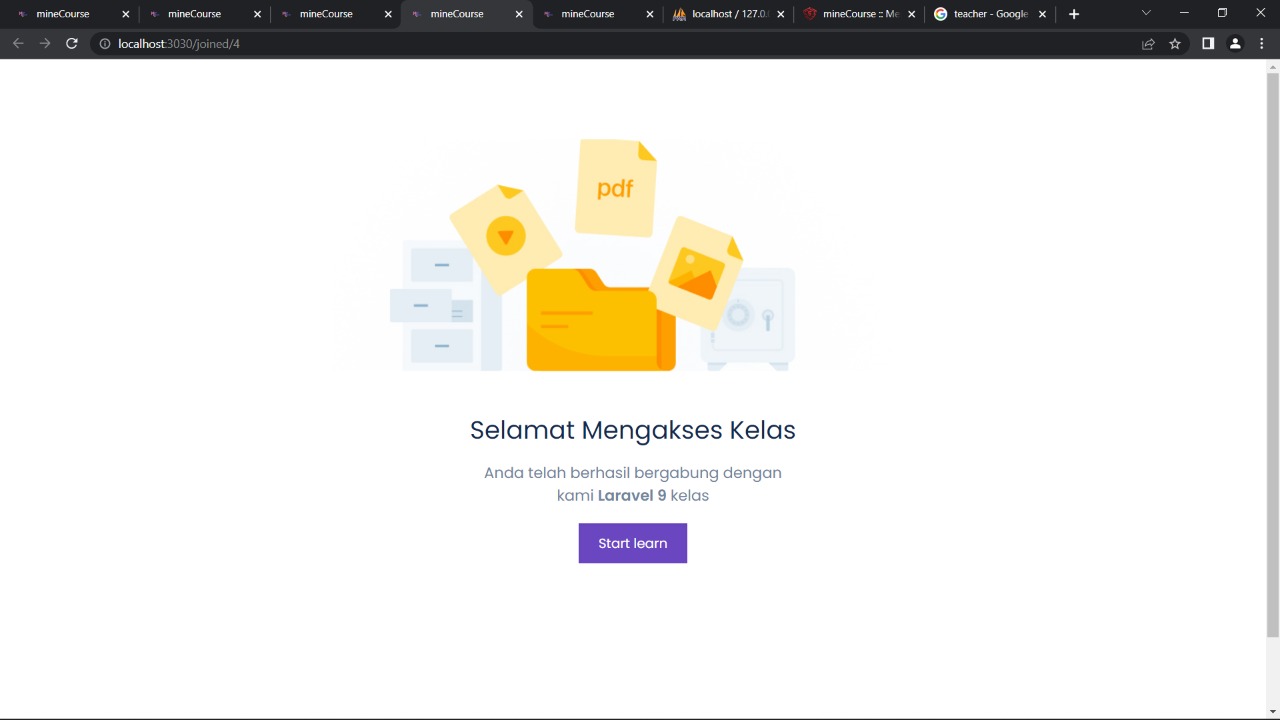 mineCourse
mineCourse
mineCourse
mineCourse
mineCourse
localhost / 127.0.
mineCourse :: Me
teacher - Google
localhost:3030/joined/4
pdf
Selamat Mengakses Kelas
Anda telah berhasil bergabung dengan
kami Laravel 9 kelas
Start learn